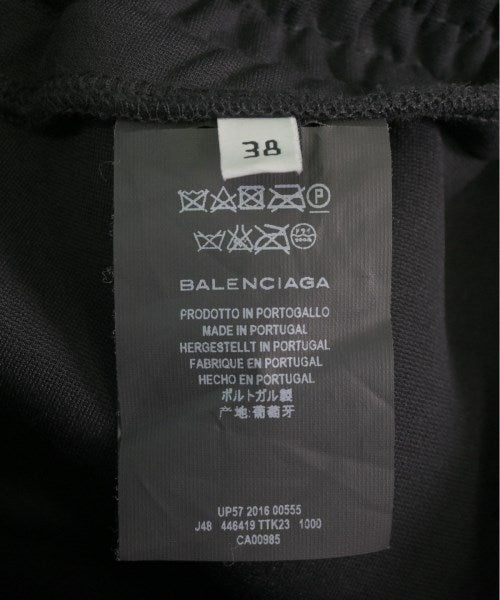 38
P
BALENCIAGA
PRODOTTO IN PORTOGALLO
MADE IN PORTUGAL
HERGESTELLT IN PORTUGAL
FABRIQUE EN PORTUGAL
HECHO EN PORTUGAL
ポルトガル製
产地:葡萄牙
UP57 2016 00555
J48 446419 TTK23 1000
CA00985